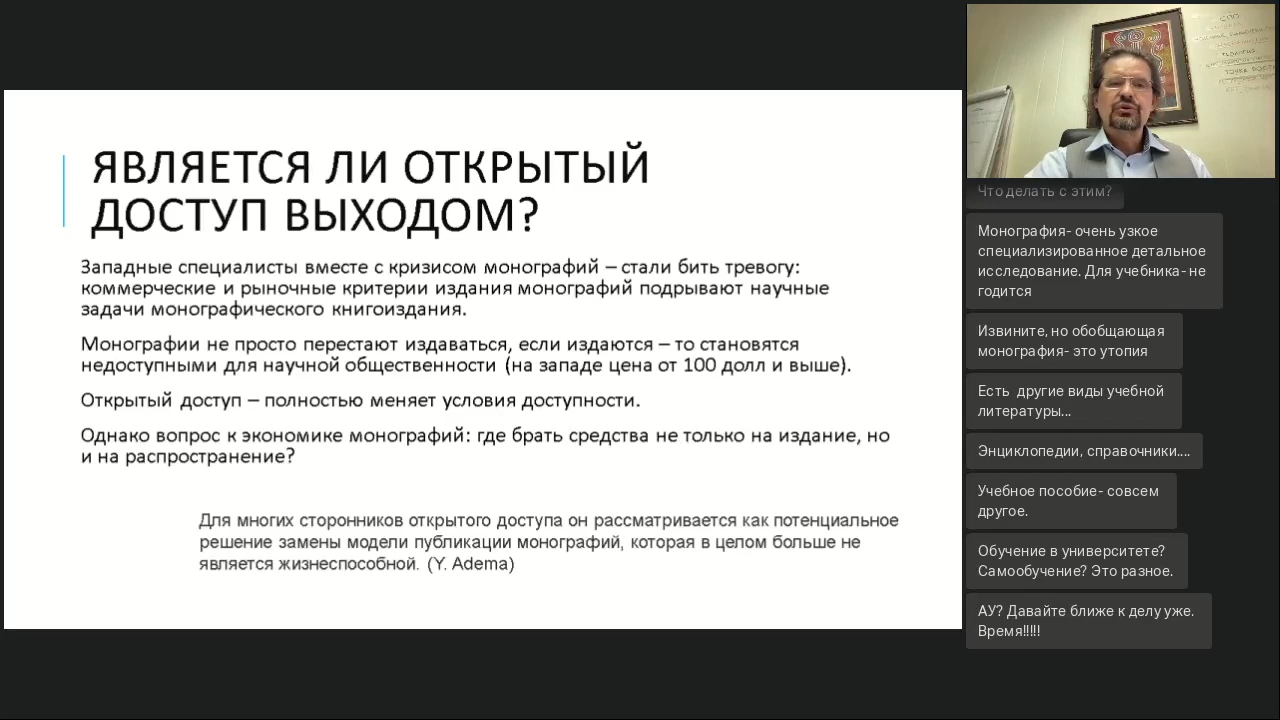 ЯВЛЯЕТСЯ ЛИ ОТКРЫТЫЙ
ДОСТУП ВЫХОДОМ?
Западные специалисты вместе с кризисом монографий – стали бить тревогу:
коммерческие и рыночные критерии издания монографий подрывают научные
задачи монографического книгоиздания.
Монографии не просто перестают издаваться, если издаются – то становятся
недоступными для научной общественности (на западе цена от 100 долл и выше).
Открытый доступ – полностью меняет условия доступности.
Однако вопрос к экономике монографий: где брать средства не только на издание, но
и на распространение?
Для многих сторонников открытого доступа он рассматривается как потенциальное
решение замены модели публикации монографий, которая в целом больше не
является жизнеспособной. (Y. Adema)
Что делать с этим?
Монография- очень узкое
специализированное детальное
исследование. Для учебника- не
годится
Извините, но обобщающая
монография- это утопия
Есть другие виды учебной
литературы...
Энциклопедии, справочники....
Учебное пособие- совсем
другое.
Обучение в университете?
Самообучение? Это разное.
АУ? Давайте ближе к делу уже.
Время!!!!!